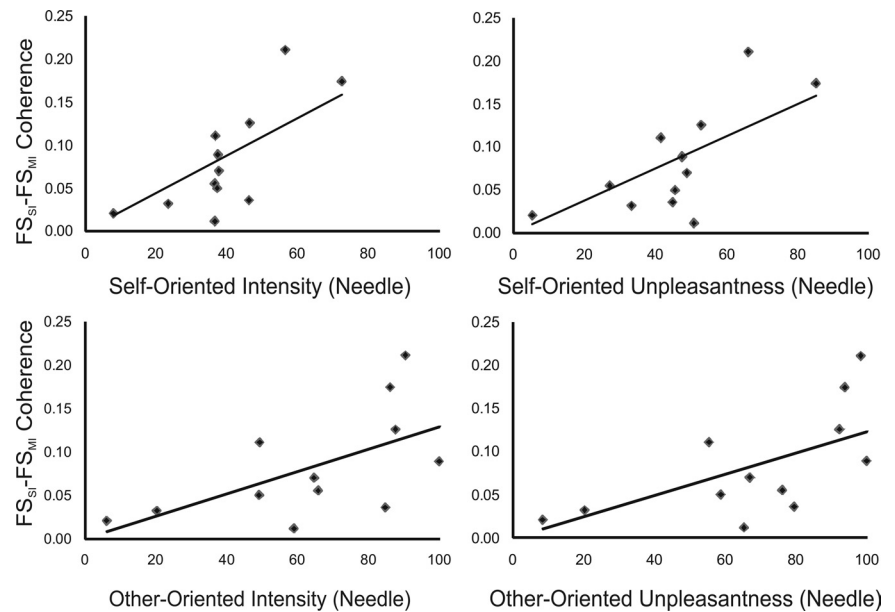 0.25
0.20
0.15
0.10
0.05
0.00
FS_SI-FS_MI Coherence
0 20 40 60 80 100
Self-Oriented Intensity (Needle)
0.25
0.20
0.15
0.10
0.05
0.00
0 20 40 60 80 100
Self-Oriented Unpleasantness (Needle)
0.25
0.20
0.15
0.10
0.05
0.00
FS_SI-FS_MI Coherence
0 20 40 60 80 100
Other-Oriented Intensity (Needle)
0.25
0.20
0.15
0.10
0.05
0.00
0 20 40 60 80 100
Other-Oriented Unpleasantness (Needle)